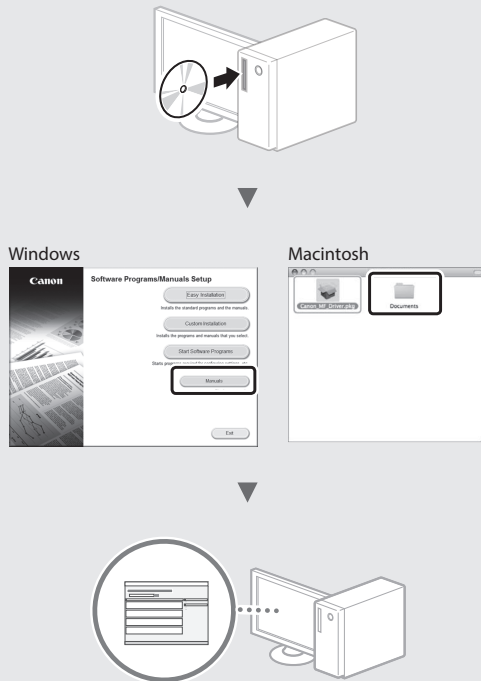 Windows
Macintosh
Canon
Software Programs/Manuals Setup
Easy Installation
Installs the standard programs and the manuals.
Custom Installation
Installs the programs and manuals that you select.
Start Software Programs
Manuals
Exit
Canon_MF_Driver.pkg
Documents